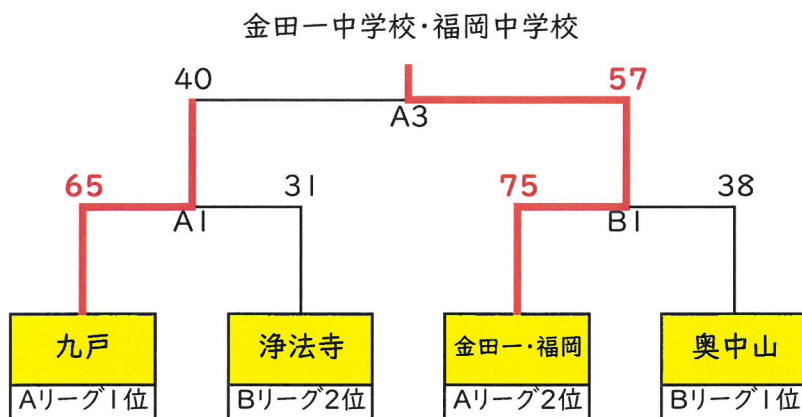 金田一中学校・福岡中学校
40
57
A3
65
31
75
38
A1
B1
九戸
浄法寺
金田一・福岡
奥中山
Aリーグ1位
Bリーグ2位
Aリーグ2位
Bリーグ1位